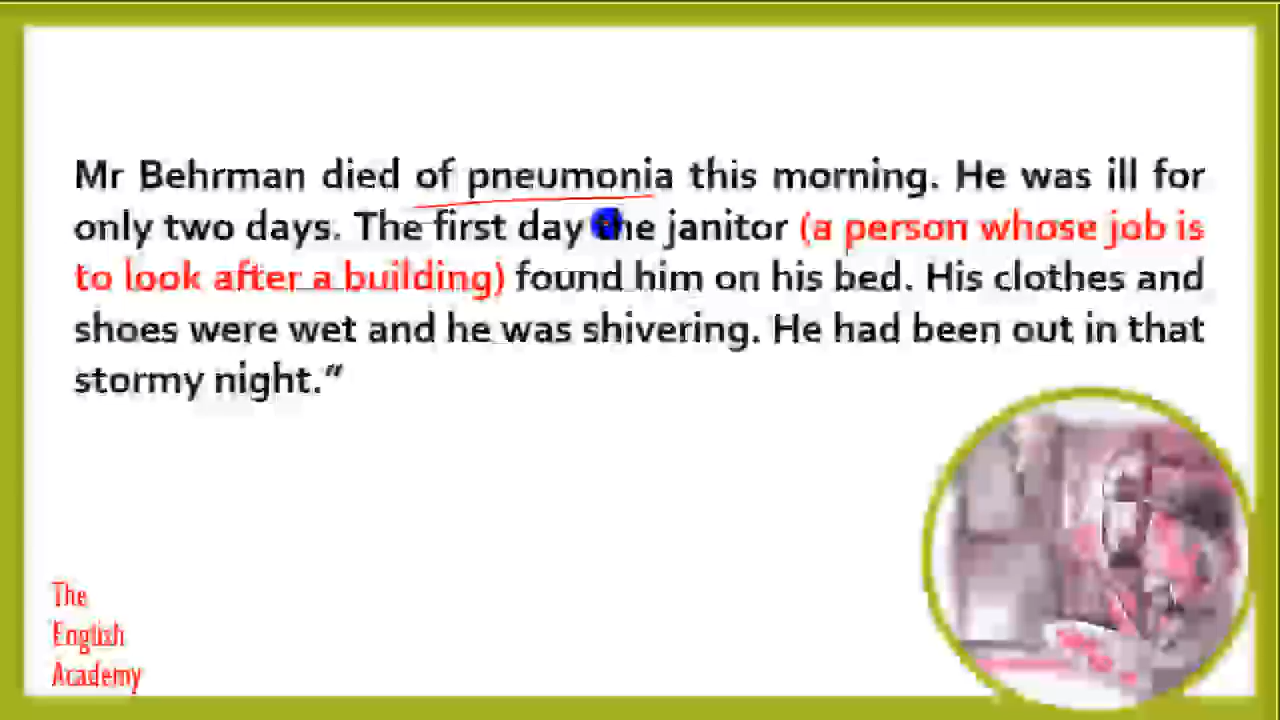 Mr Behrman died of pneumonia this morning. He was ill for
only two days. The first day the janitor (a person whose job is
to look after a building) found him on his bed. His clothes and
shoes were wet and he was shivering. He had been out in that
stormy night.”
The
English
Academy